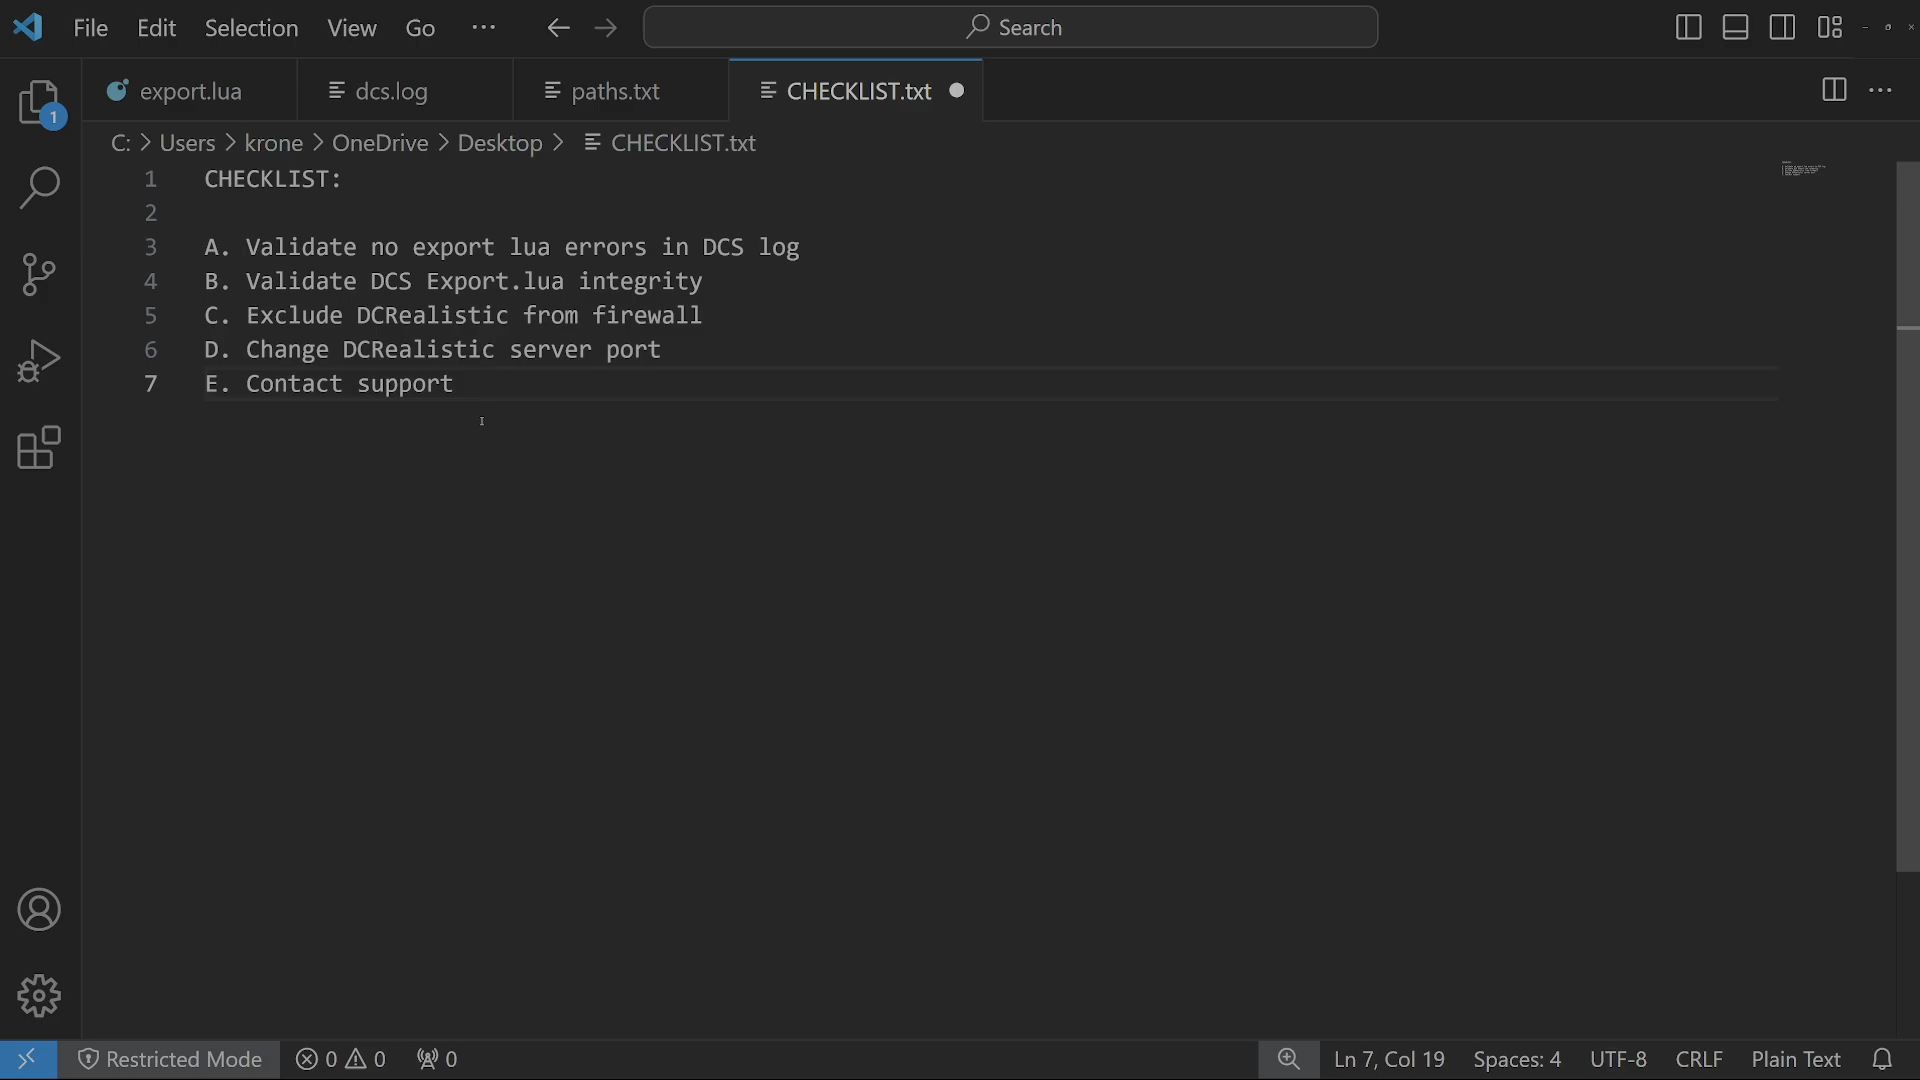 File Edit Selection View Go ··· Search
export.lua dcs.log paths.txt CHECKLIST.txt
C: > Users > krone > OneDrive > Desktop > CHECKLIST.txt
1 CHECKLIST:
2
3 A. Validate no export lua errors in DCS log
4 B. Validate DCS Export.lua integrity
5 C. Exclude DCRealistic from firewall
6 D. Change DCRealistic server port
7 E. Contact support
1
Restricted Mode 0 0 0 Ln 7, Col 19 Spaces: 4 UTF-8 CRLF Plain Text